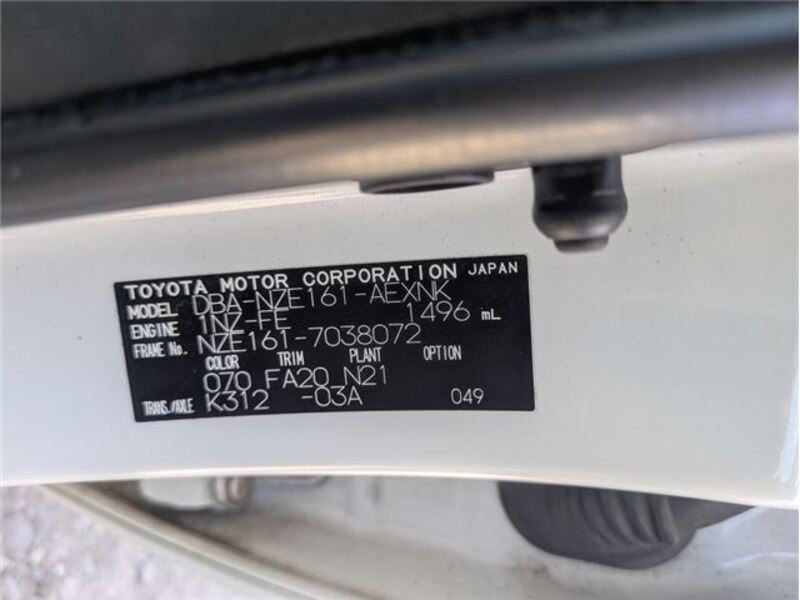 TOYOTA MOTOR CORPORATION JAPAN
MODEL DBA-NZE161-AEXNK
ENGINE 1NZ-FE 1496 mL
FRAME No. NZE161-7038072
COLOR TRIM PLANT OPTION
070 FA20 N21
TRANS./AXLE K312 -03A 049